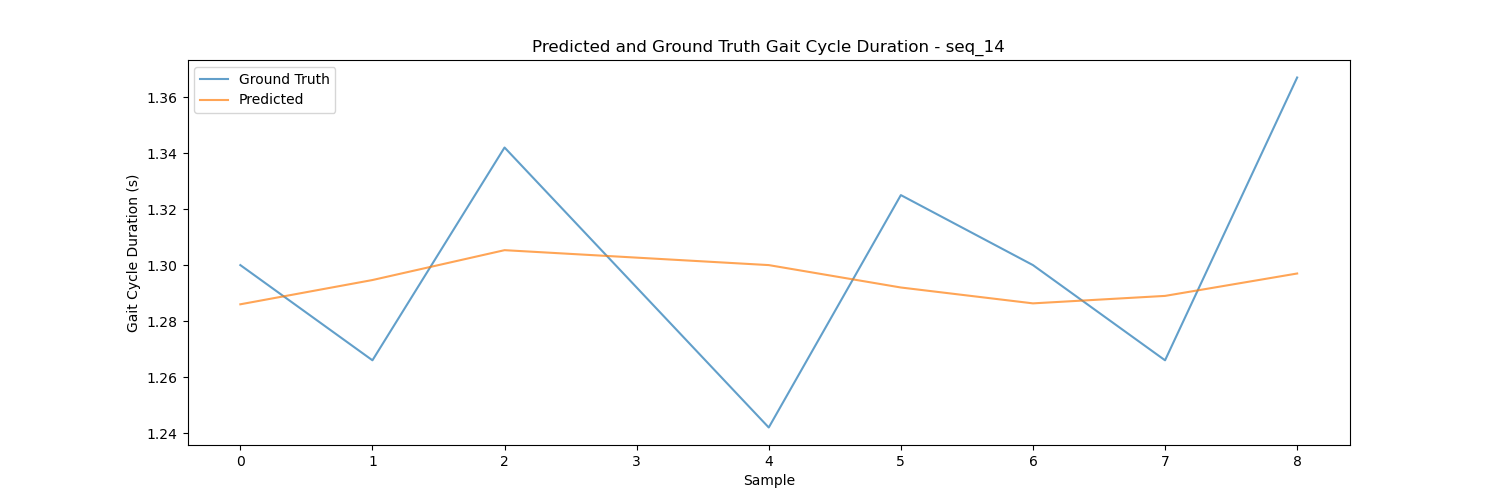 Predicted and Ground Truth Gait Cycle Duration - seq_14
Ground Truth
Predicted
Gait Cycle Duration (s)
1.36
1.34
1.32
1.30
1.28
1.26
1.24
0 1 2 3 4 5 6 7 8
Sample